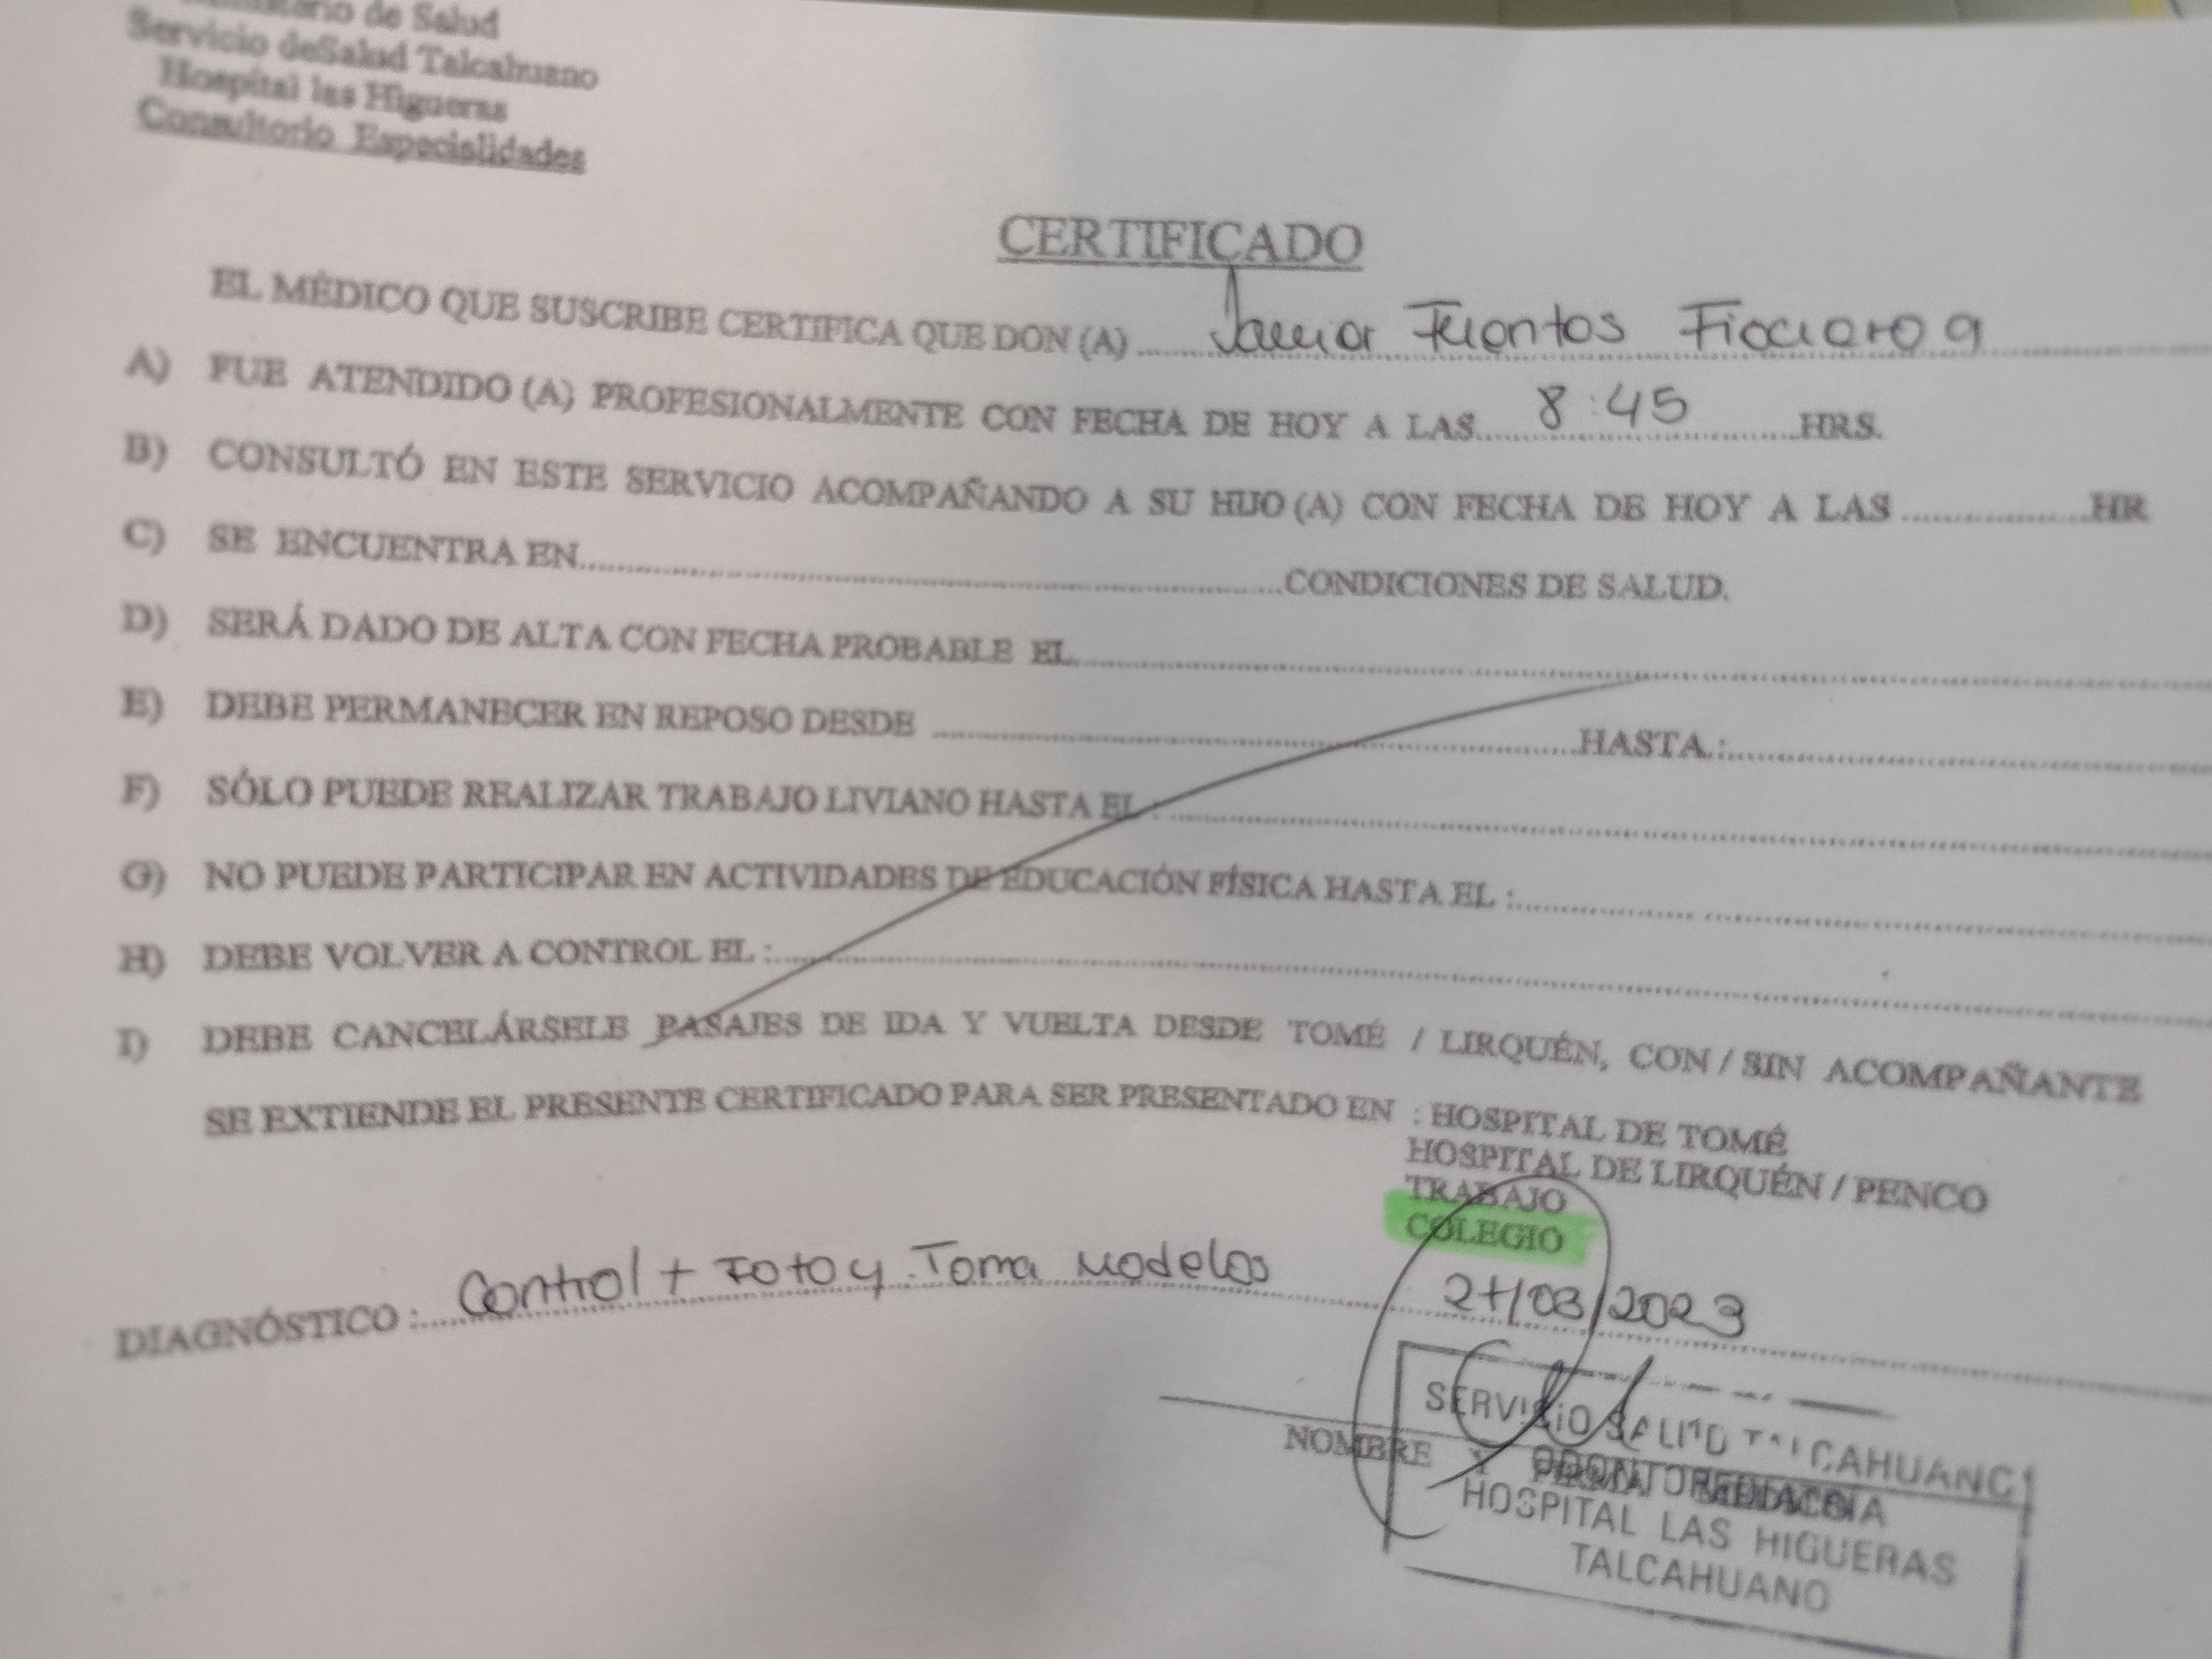 de Salud
Servicio deSalud Talcahuano
Hospital las Higueras
Consultorio Especialidades
CERTIFICADO
EL MÉDICO QUE SUSCRIBE CERTIFICA QUE DON (A)
A) FUE ATENDIDO (A) PROFESIONALMENTE CON FECHA DE HOY A LAS 8:45 HRS.
B) CONSULTÓ EN ESTE SERVICIO ACOMPAÑANDO A SU HIJO (A) CON FECHA DE HOY A LAS HR
C) SE ENCUENTRA EN CONDICIONES DE SALUD.
D) SERÁ DADO DE ALTA CON FECHA PROBABLE EL
E) DEBE PERMANECER EN REPOSO DESDE HASTA :
F) SÓLO PUEDE REALIZAR TRABAJO LIVIANO HASTA EL :
G) NO PUEDE PARTICIPAR EN ACTIVIDADES DE EDUCACIÓN FÍSICA HASTA EL :
H) DEBE VOLVER A CONTROL EL :
I) DEBE CANCELÁRSELE PASAJES DE IDA Y VUELTA DESDE TOMÉ / LIRQUÉN, CON / SIN ACOMPAÑANTE
SE EXTIENDE EL PRESENTE CERTIFICADO PARA SER PRESENTADO EN : HOSPITAL DE TOMÉ
HOSPITAL DE LIRQUÉN / PENCO
TRABAJO
COLEGIO
DIAGNÓSTICO : Control + Foto y Toma Modelos
/03/2023
NOMBRE Y
SERVICIO SALUD TALCAHUANO
HOSPITAL LAS HIGUERAS
TALCAHUANO